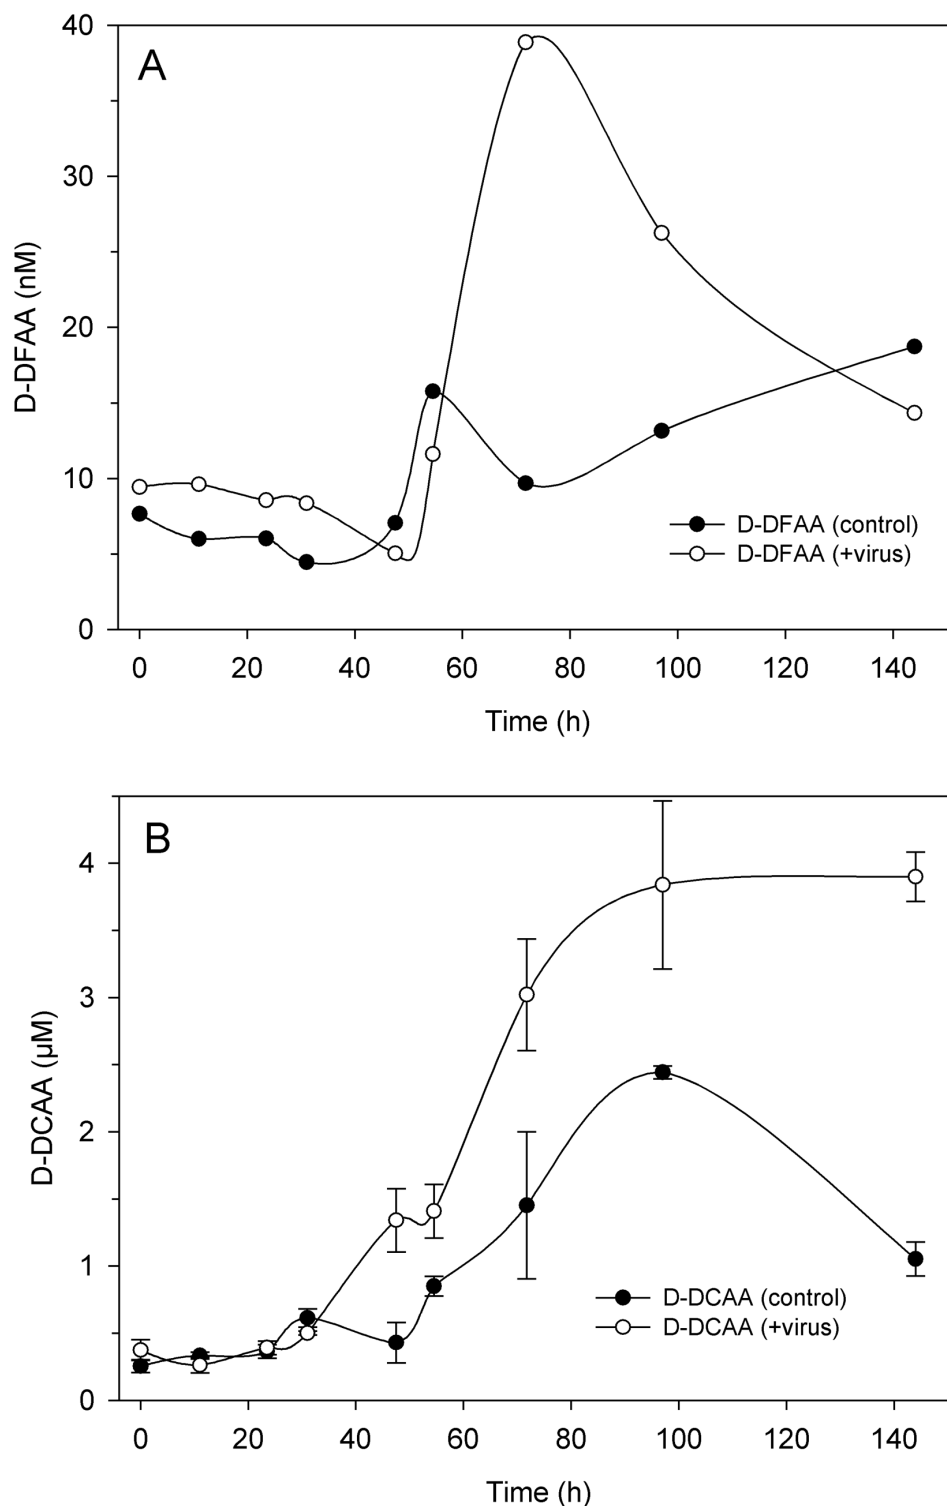 A
40
30
20
10
0
D-DFAA (nM)
D-DFAA (control)
D-DFAA (+virus)
0 20 40 60 80 100 120 140
Time (h)
B
4
3
2
1
0
D-DCAA (µM)
D-DCAA (control)
D-DCAA (+virus)
0 20 40 60 80 100 120 140
Time (h)